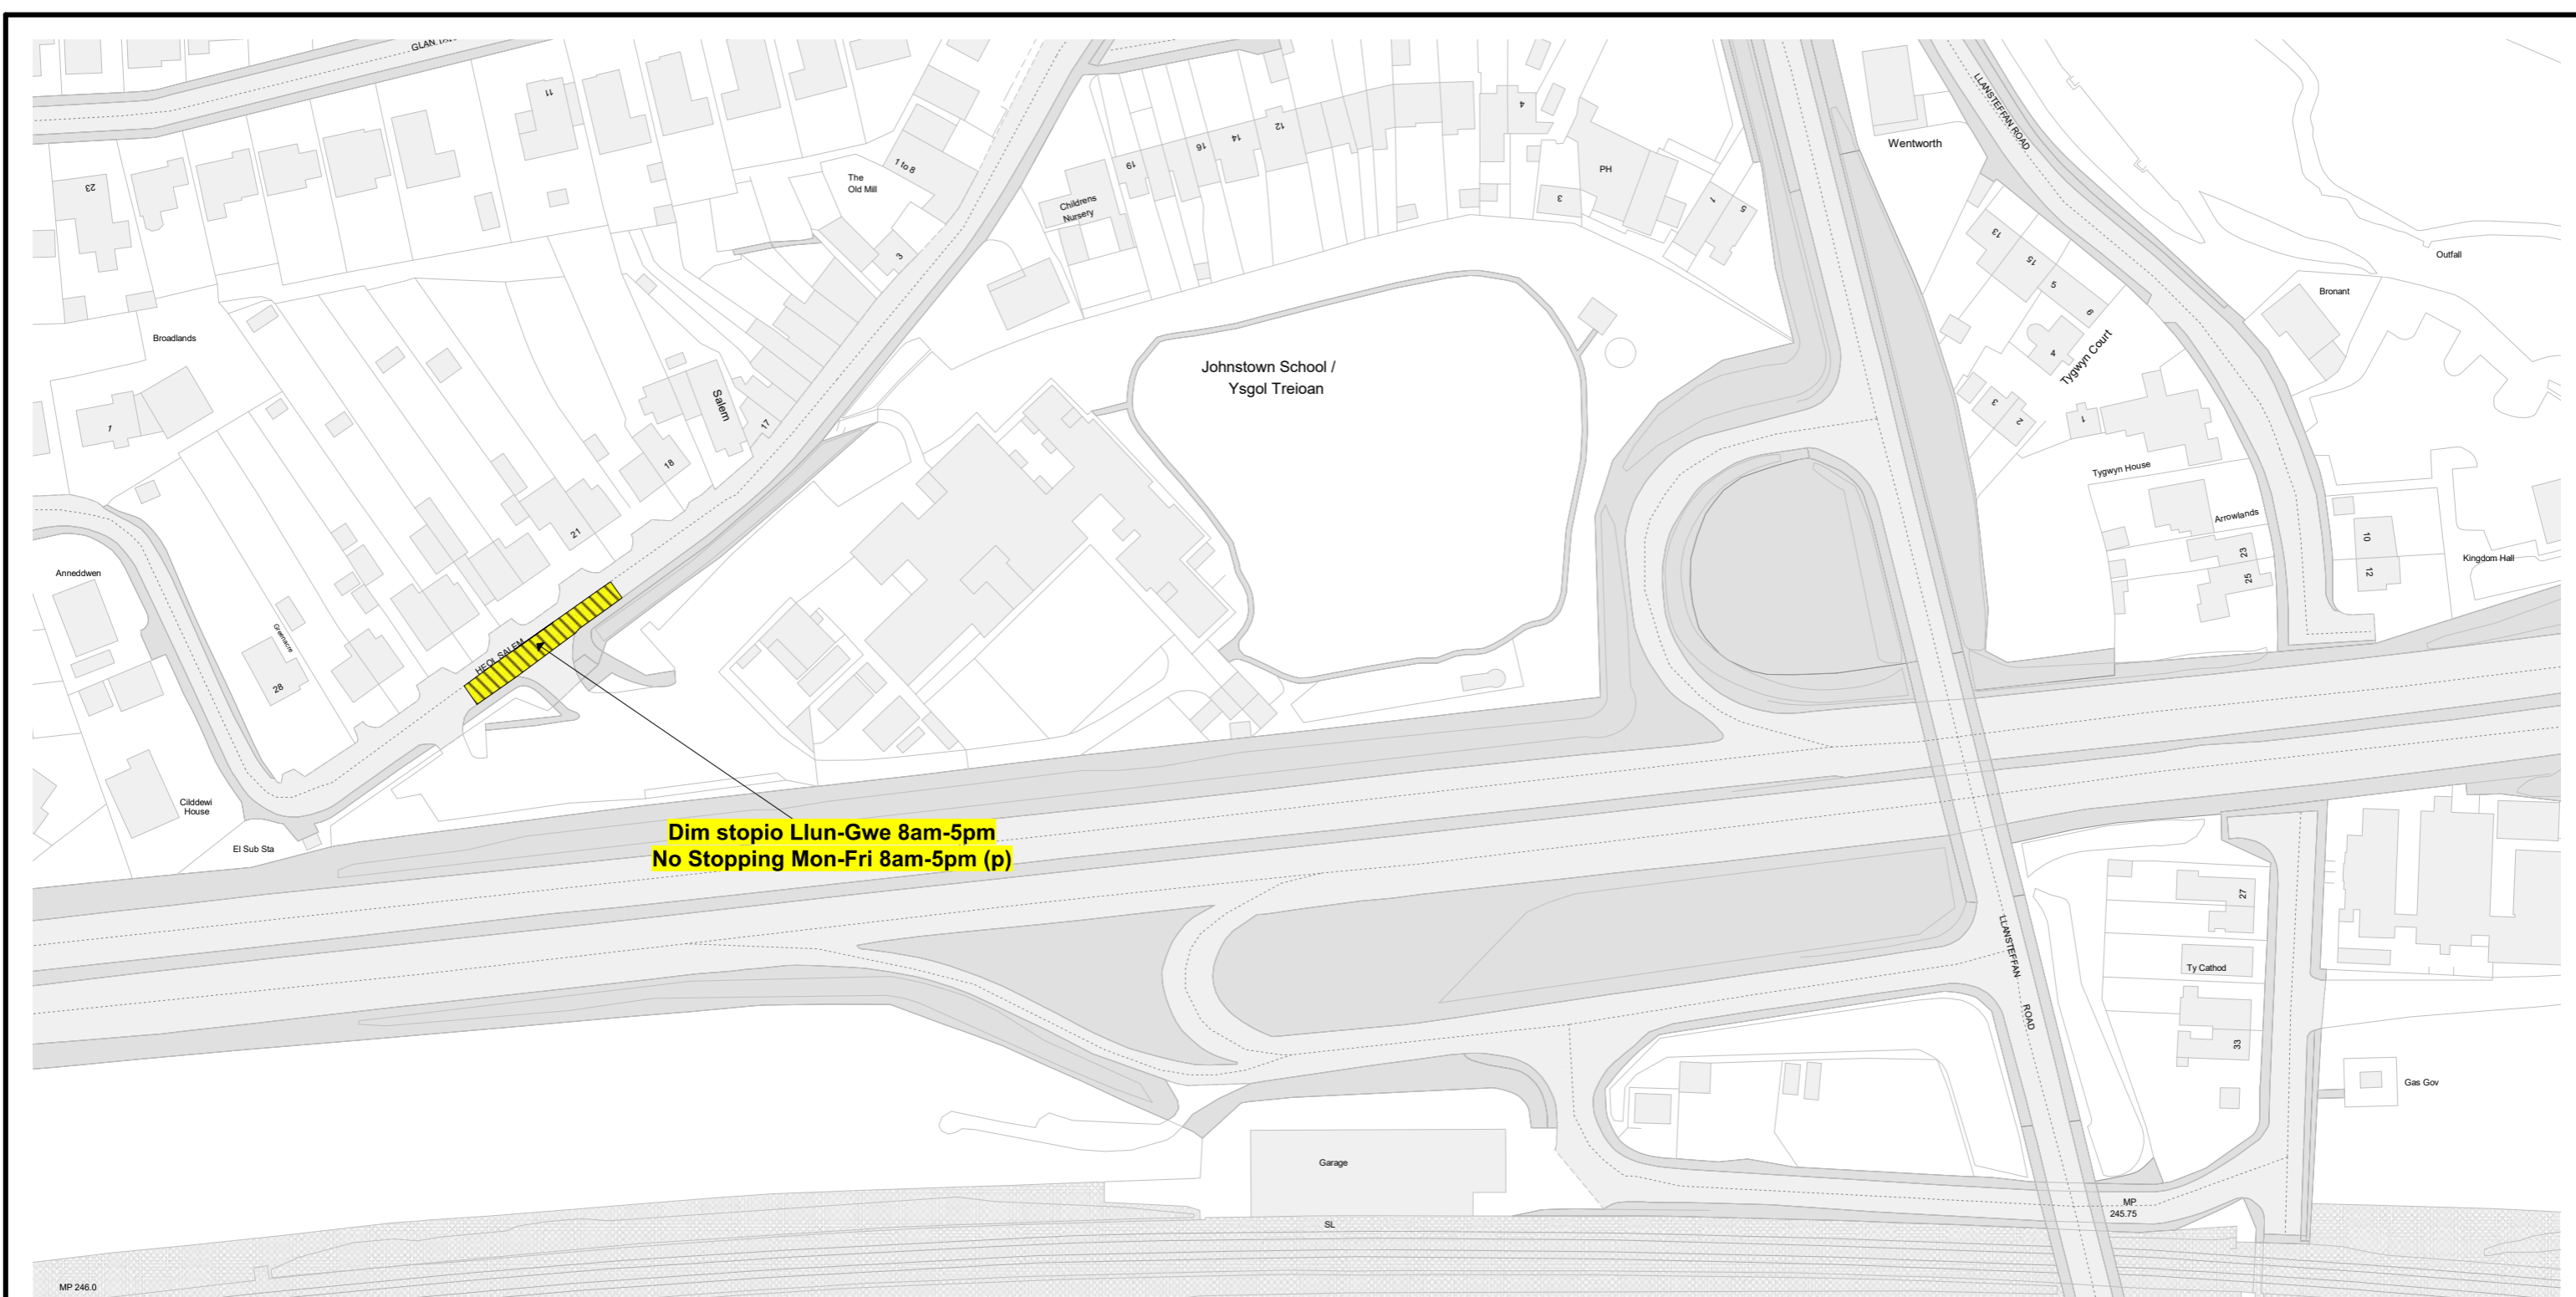 11
23
The
Old Mill
1 to 8
3
Childrens
Nursery
19
16
14
12
4
3
PH
7
5
Wentworth
LLANSTEFFAN ROAD
13
15
5
6
4
Tygwyn Court
3
2
1
Outfall
Bronant
Broadlands
1
Salem
17
18
21
Johnstown School /
Ysgol Treioan
Tygwyn House
Arrowlands
23
25
10
12
Kingdom Hall
Anneddwen
Greenacre
28
HEOL SALEM
Cilddewi
House
El Sub Sta
Dim stopio Llun-Gwe 8am-5pm
No Stopping Mon-Fri 8am-5pm (p)
LLANSTEFFAN
ROAD
27
Ty Cathod
33
Gas Gov
Garage
SL
MP
245.75
MP 246.0